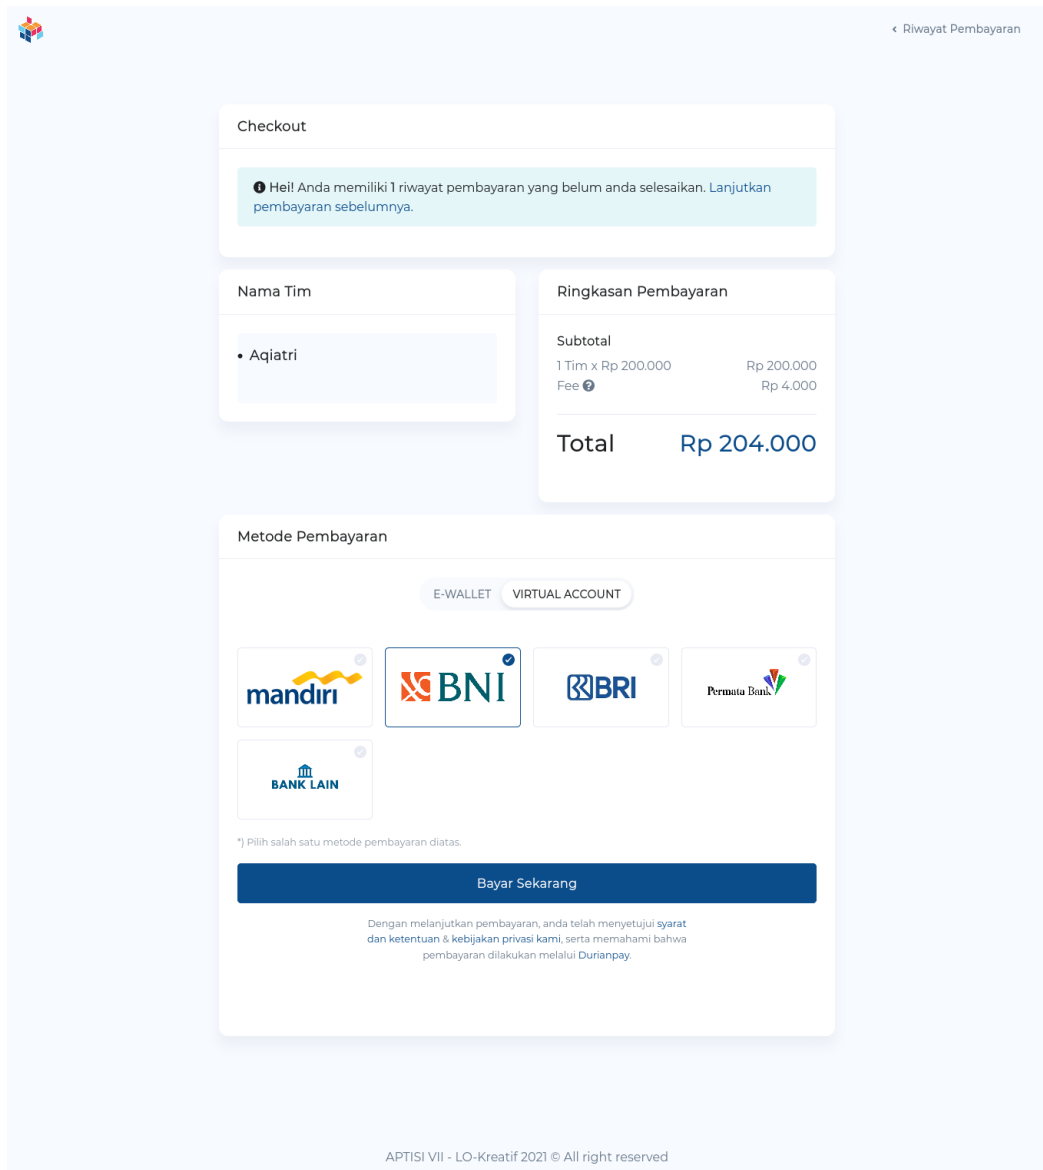 ‹ Riwayat Pembayaran
Checkout
Hei! Anda memiliki 1 riwayat pembayaran yang belum anda selesaikan. Lanjutkan
pembayaran sebelumnya.
Nama Tim
• Aqiatri
Ringkasan Pembayaran
Subtotal
1 Tim x Rp 200.000 Rp 200.000
Fee Rp 4.000
Total Rp 204.000
Metode Pembayaran
E-WALLET VIRTUAL ACCOUNT
mandiri BNI BRI Permata Bank
BANK LAIN
*) Pilih salah satu metode pembayaran diatas.
Bayar Sekarang
Dengan melanjutkan pembayaran, anda telah menyetujui syarat
dan ketentuan & kebijakan privasi kami, serta memahami bahwa
pembayaran dilakukan melalui Durianpay.
APTISI VII - LO-Kreatif 2021 © All right reserved